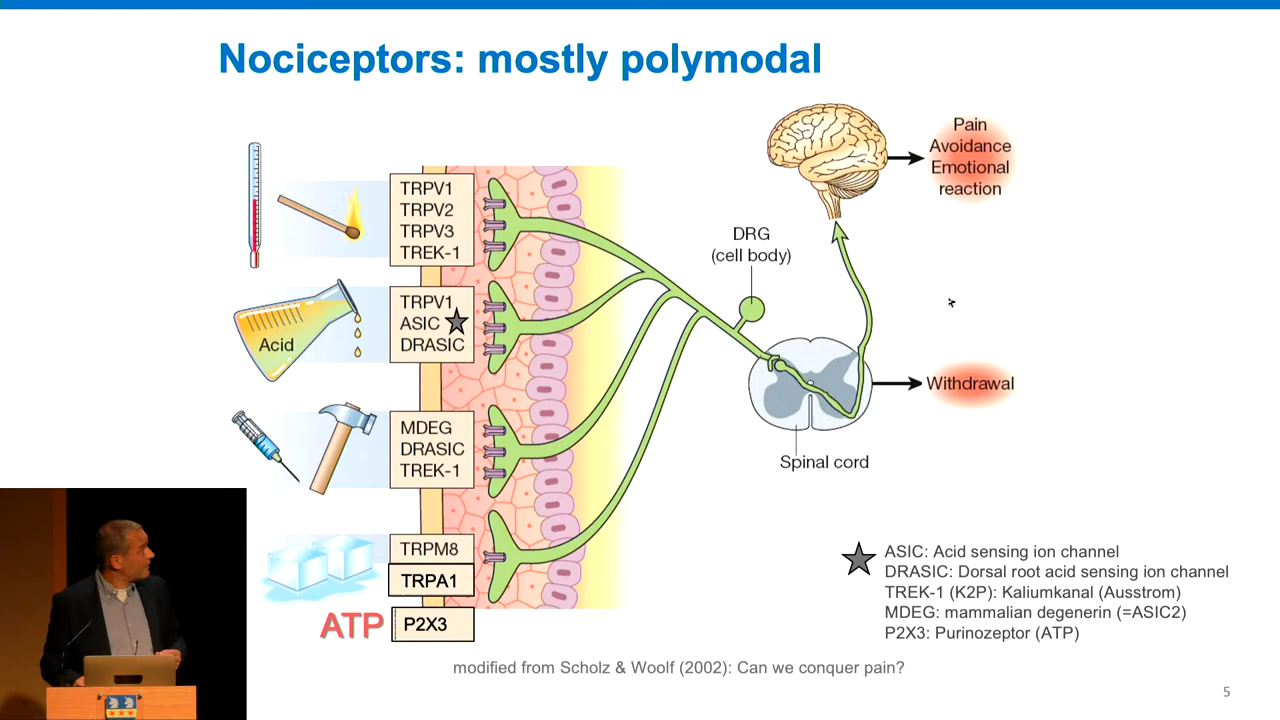 Nociceptors: mostly polymodal
TRPV1
TRPV2
TRPV3
TREK-1
Acid
TRPV1
ASIC
DRASIC
MDEG
DRASIC
TREK-1
TRPM8
TRPA1
ATP
P2X3
DRG
(cell body)
Spinal cord
Pain
Avoidance
Emotional
reaction
Withdrawal
ASIC: Acid sensing ion channel
DRASIC: Dorsal root acid sensing ion channel
TREK-1 (K2P): Kaliumkanal (Ausstrom)
MDEG: mammalian degenerin (=ASIC2)
P2X3: Purinozeptor (ATP)
modified from Scholz & Woolf (2002): Can we conquer pain?
5